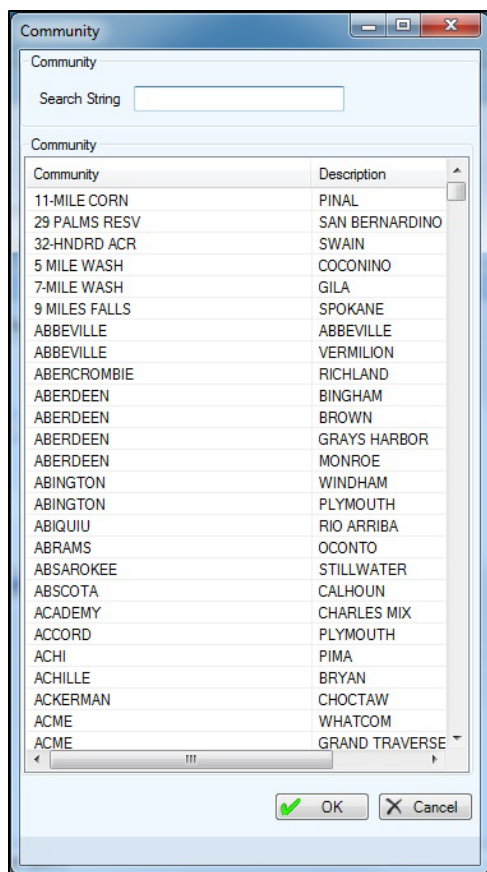 Community
Community
Search String
Community
Community Description
11-MILE CORN PINAL
29 PALMS RESV SAN BERNARDINO
32-HNDRD ACR SWAIN
5 MILE WASH COCONINO
7-MILE WASH GILA
9 MILES FALLS SPOKANE
ABBEVILLE ABBEVILLE
ABBEVILLE VERMILION
ABERCROMBIE RICHLAND
ABERDEEN BINGHAM
ABERDEEN BROWN
ABERDEEN GRAYS HARBOR
ABERDEEN MONROE
ABINGTON WINDHAM
ABINGTON PLYMOUTH
ABIQUIU RIO ARRIBA
ABRAMS OCONTO
ABSAROKEE STILLWATER
ABSCOTA CALHOUN
ACADEMY CHARLES MIX
ACCORD PLYMOUTH
ACHI PIMA
ACHILLE BRYAN
ACKERMAN CHOCTAW
ACME WHATCOM
ACME GRAND TRAVERSE
OK Cancel